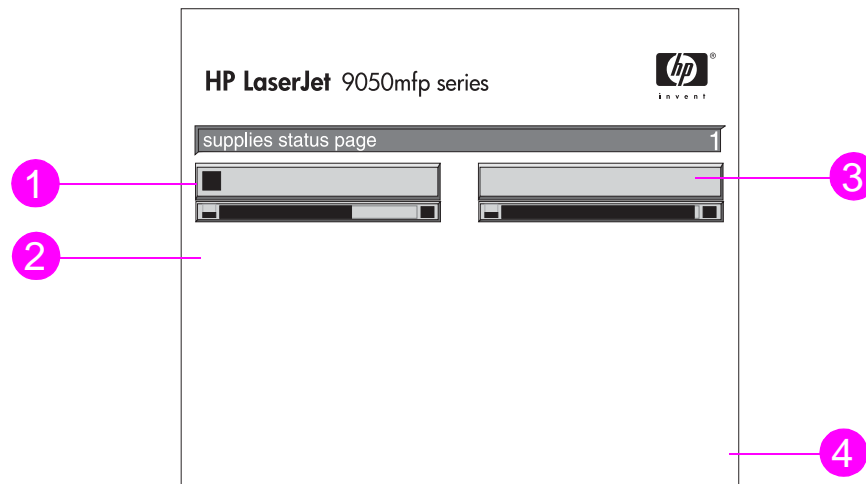 HP LaserJet 9050mfp series
hp
®
invent
supplies status page 1
1
3
2
4